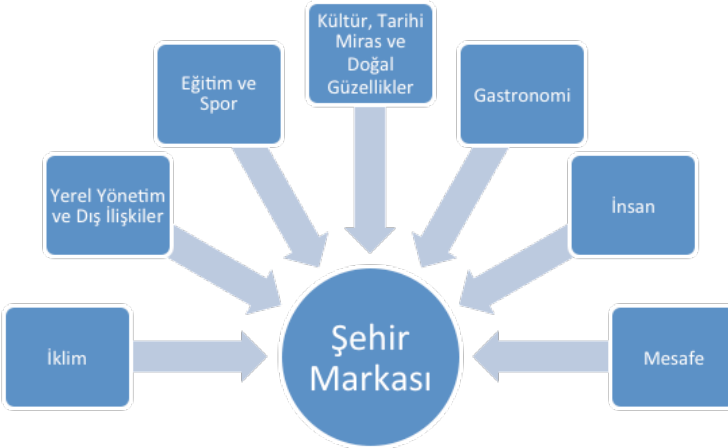 Kültür, Tarihi
Miras ve
Doğal
Güzellikler
Eğitim ve
Spor
Gastronomi
Yerel Yönetim
ve Dış İlişkiler
İnsan
İklim
Şehir
Markası
Mesafe